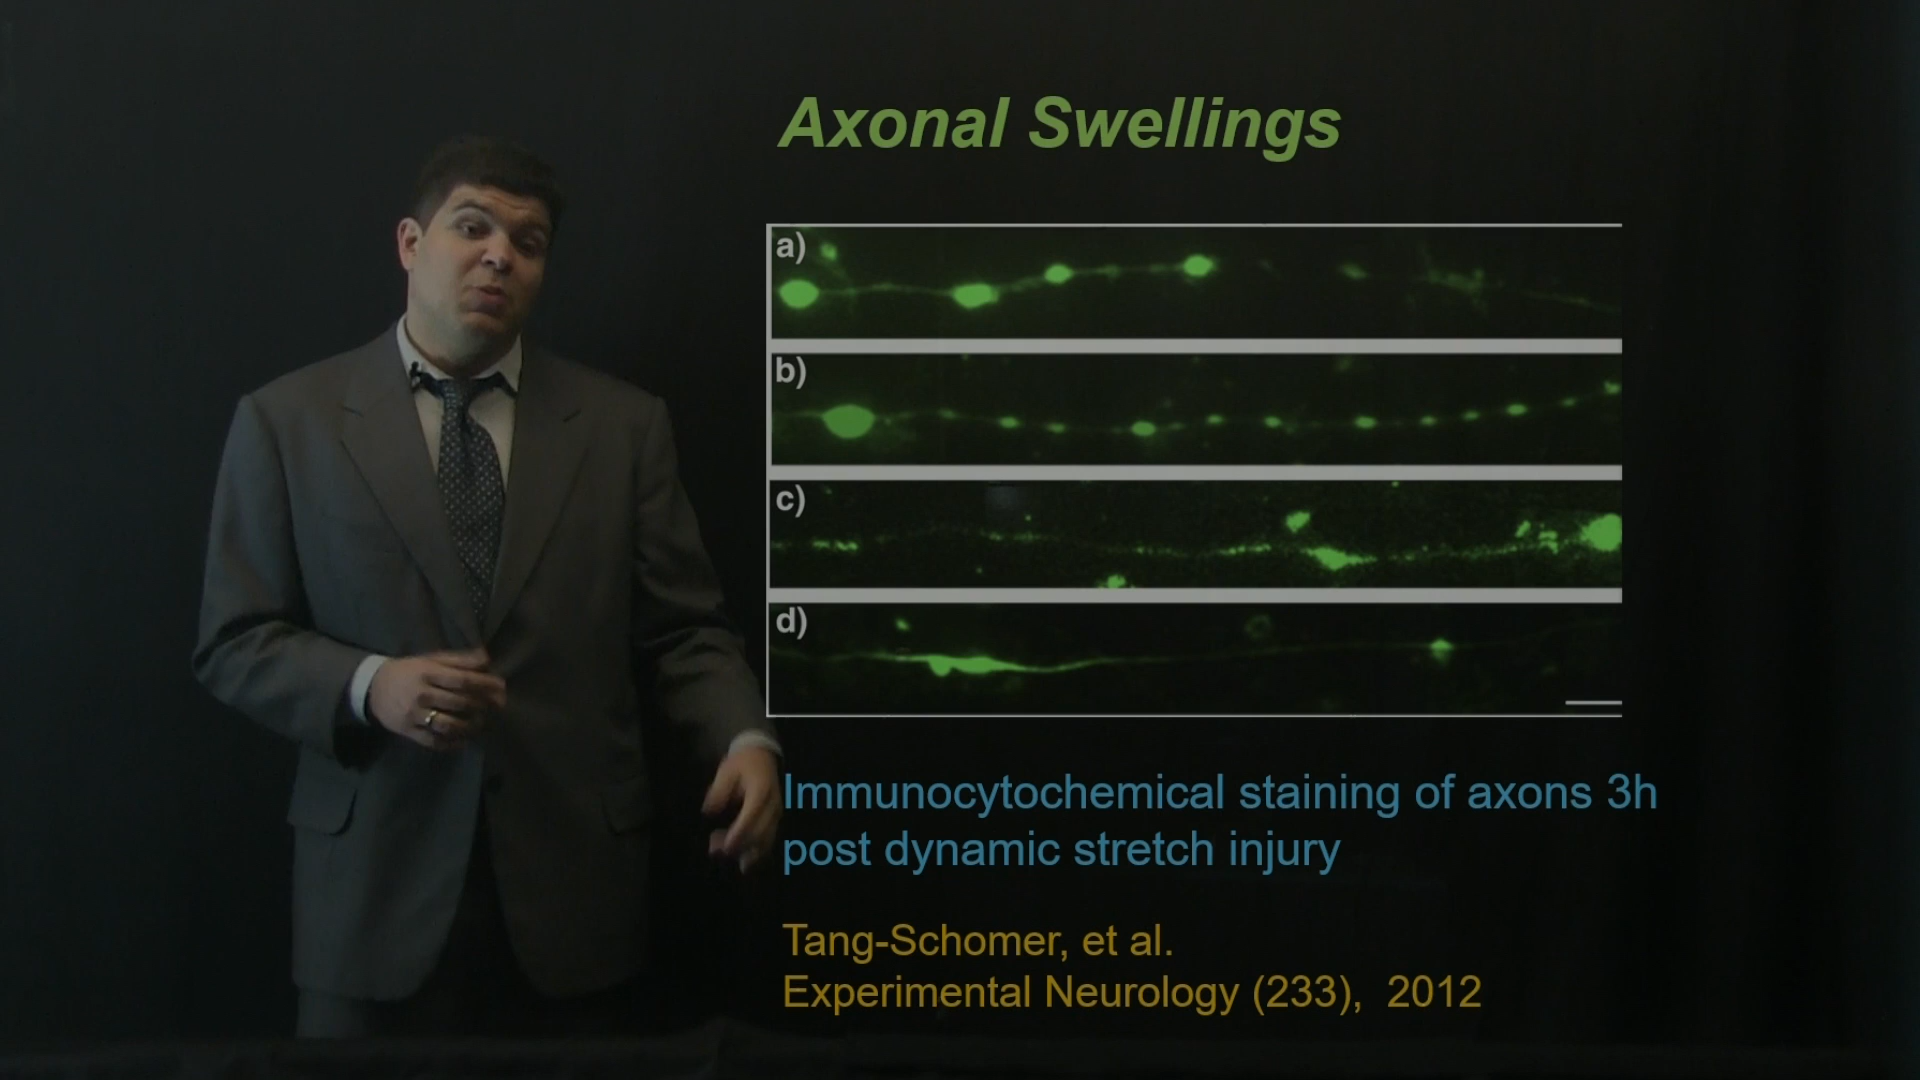 Axonal Swellings
a)
b)
c)
d)
Immunocytochemical staining of axons 3h
post dynamic stretch injury
Tang-Schomer, et al.
Experimental Neurology (233), 2012